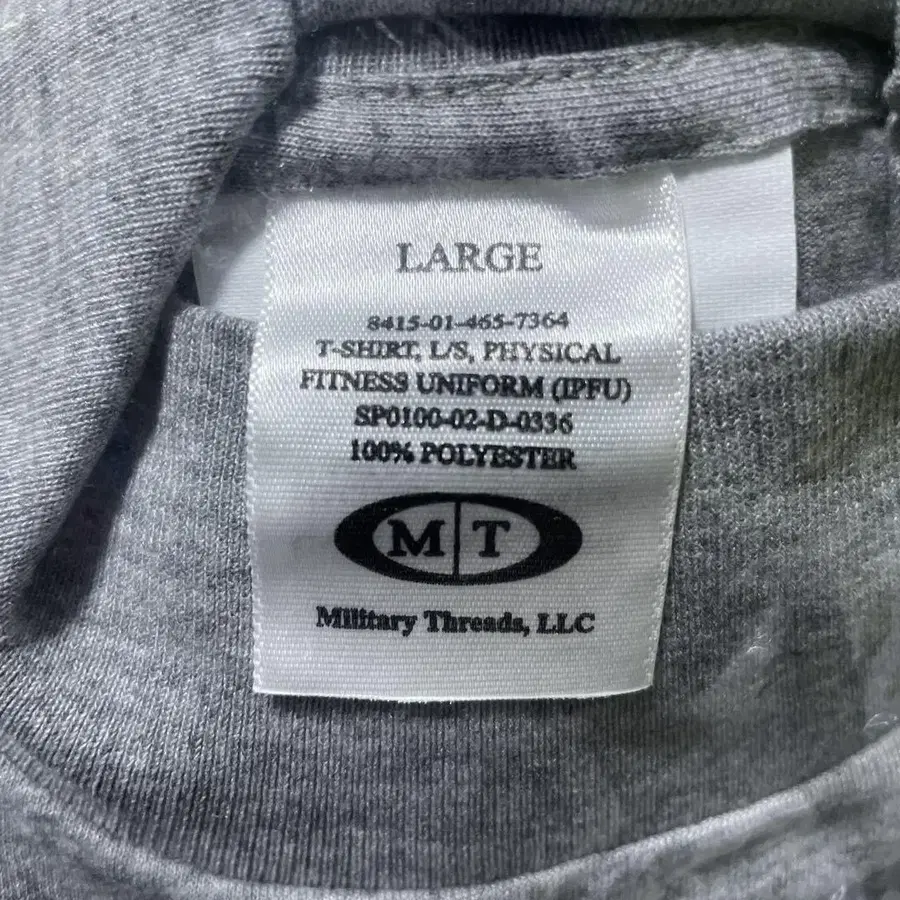 LARGE
8415-01-465-7364
T-SHIRT, L/S, PHYSICAL
FITNESS UNIFORM (IPFU)
SP0100-02-D-0336
100% POLYESTER
M T
Military Threads, LLC